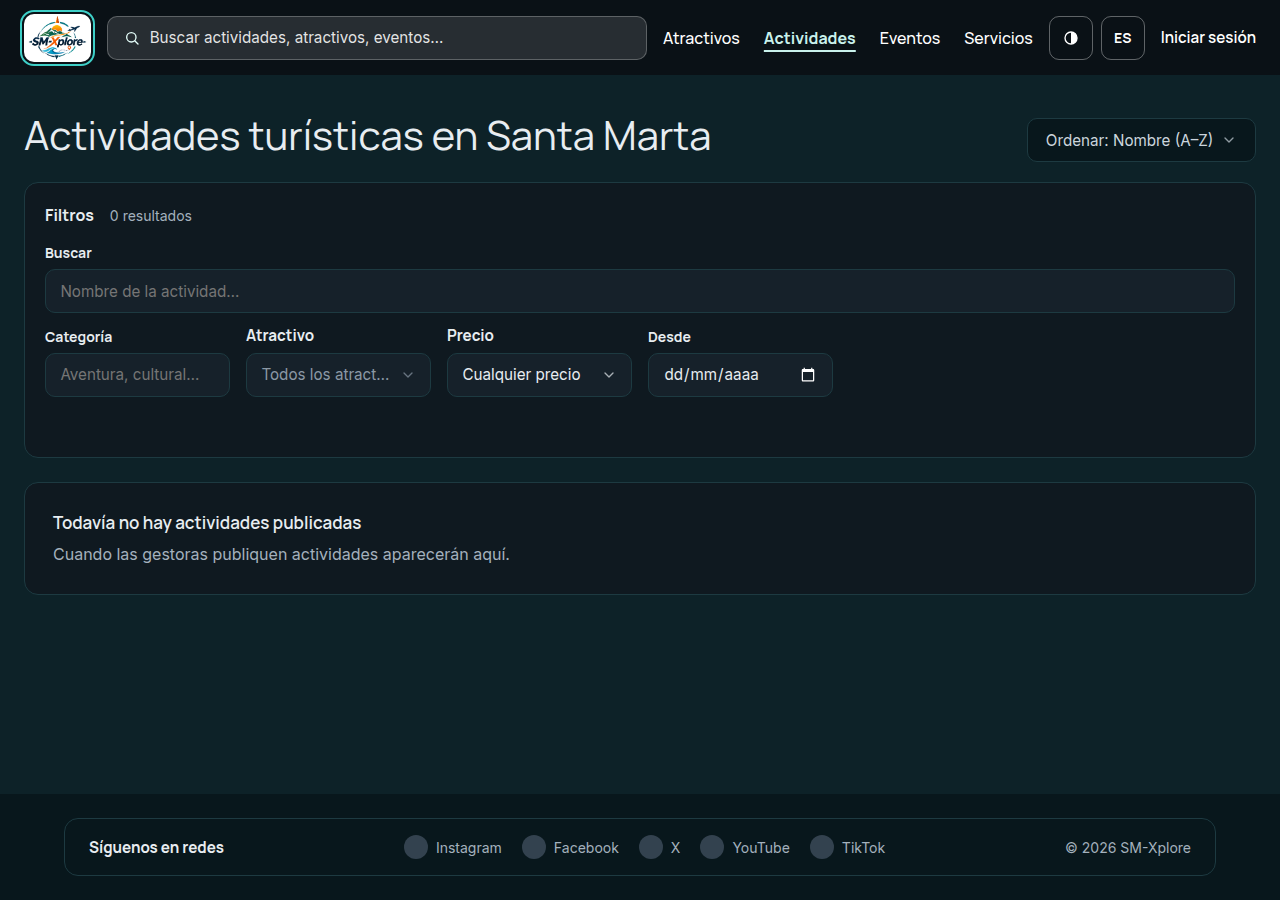 SM-Xplore
Buscar actividades, atractivos, eventos...
Atractivos
Actividades
Eventos
Servicios
ES
Iniciar sesión
Actividades turísticas en Santa Marta
Ordenar: Nombre (A–Z)
Filtros
0 resultados
Buscar
Nombre de la actividad...
Categoría
Atractivo
Precio
Desde
Aventura, cultural...
Todos los atract...
Cualquier precio
dd/mm/aaaa
Todavía no hay actividades publicadas
Cuando las gestoras publiquen actividades aparecerán aquí.
Síguenos en redes
Instagram
Facebook
X
YouTube
TikTok
© 2026 SM-Xplore